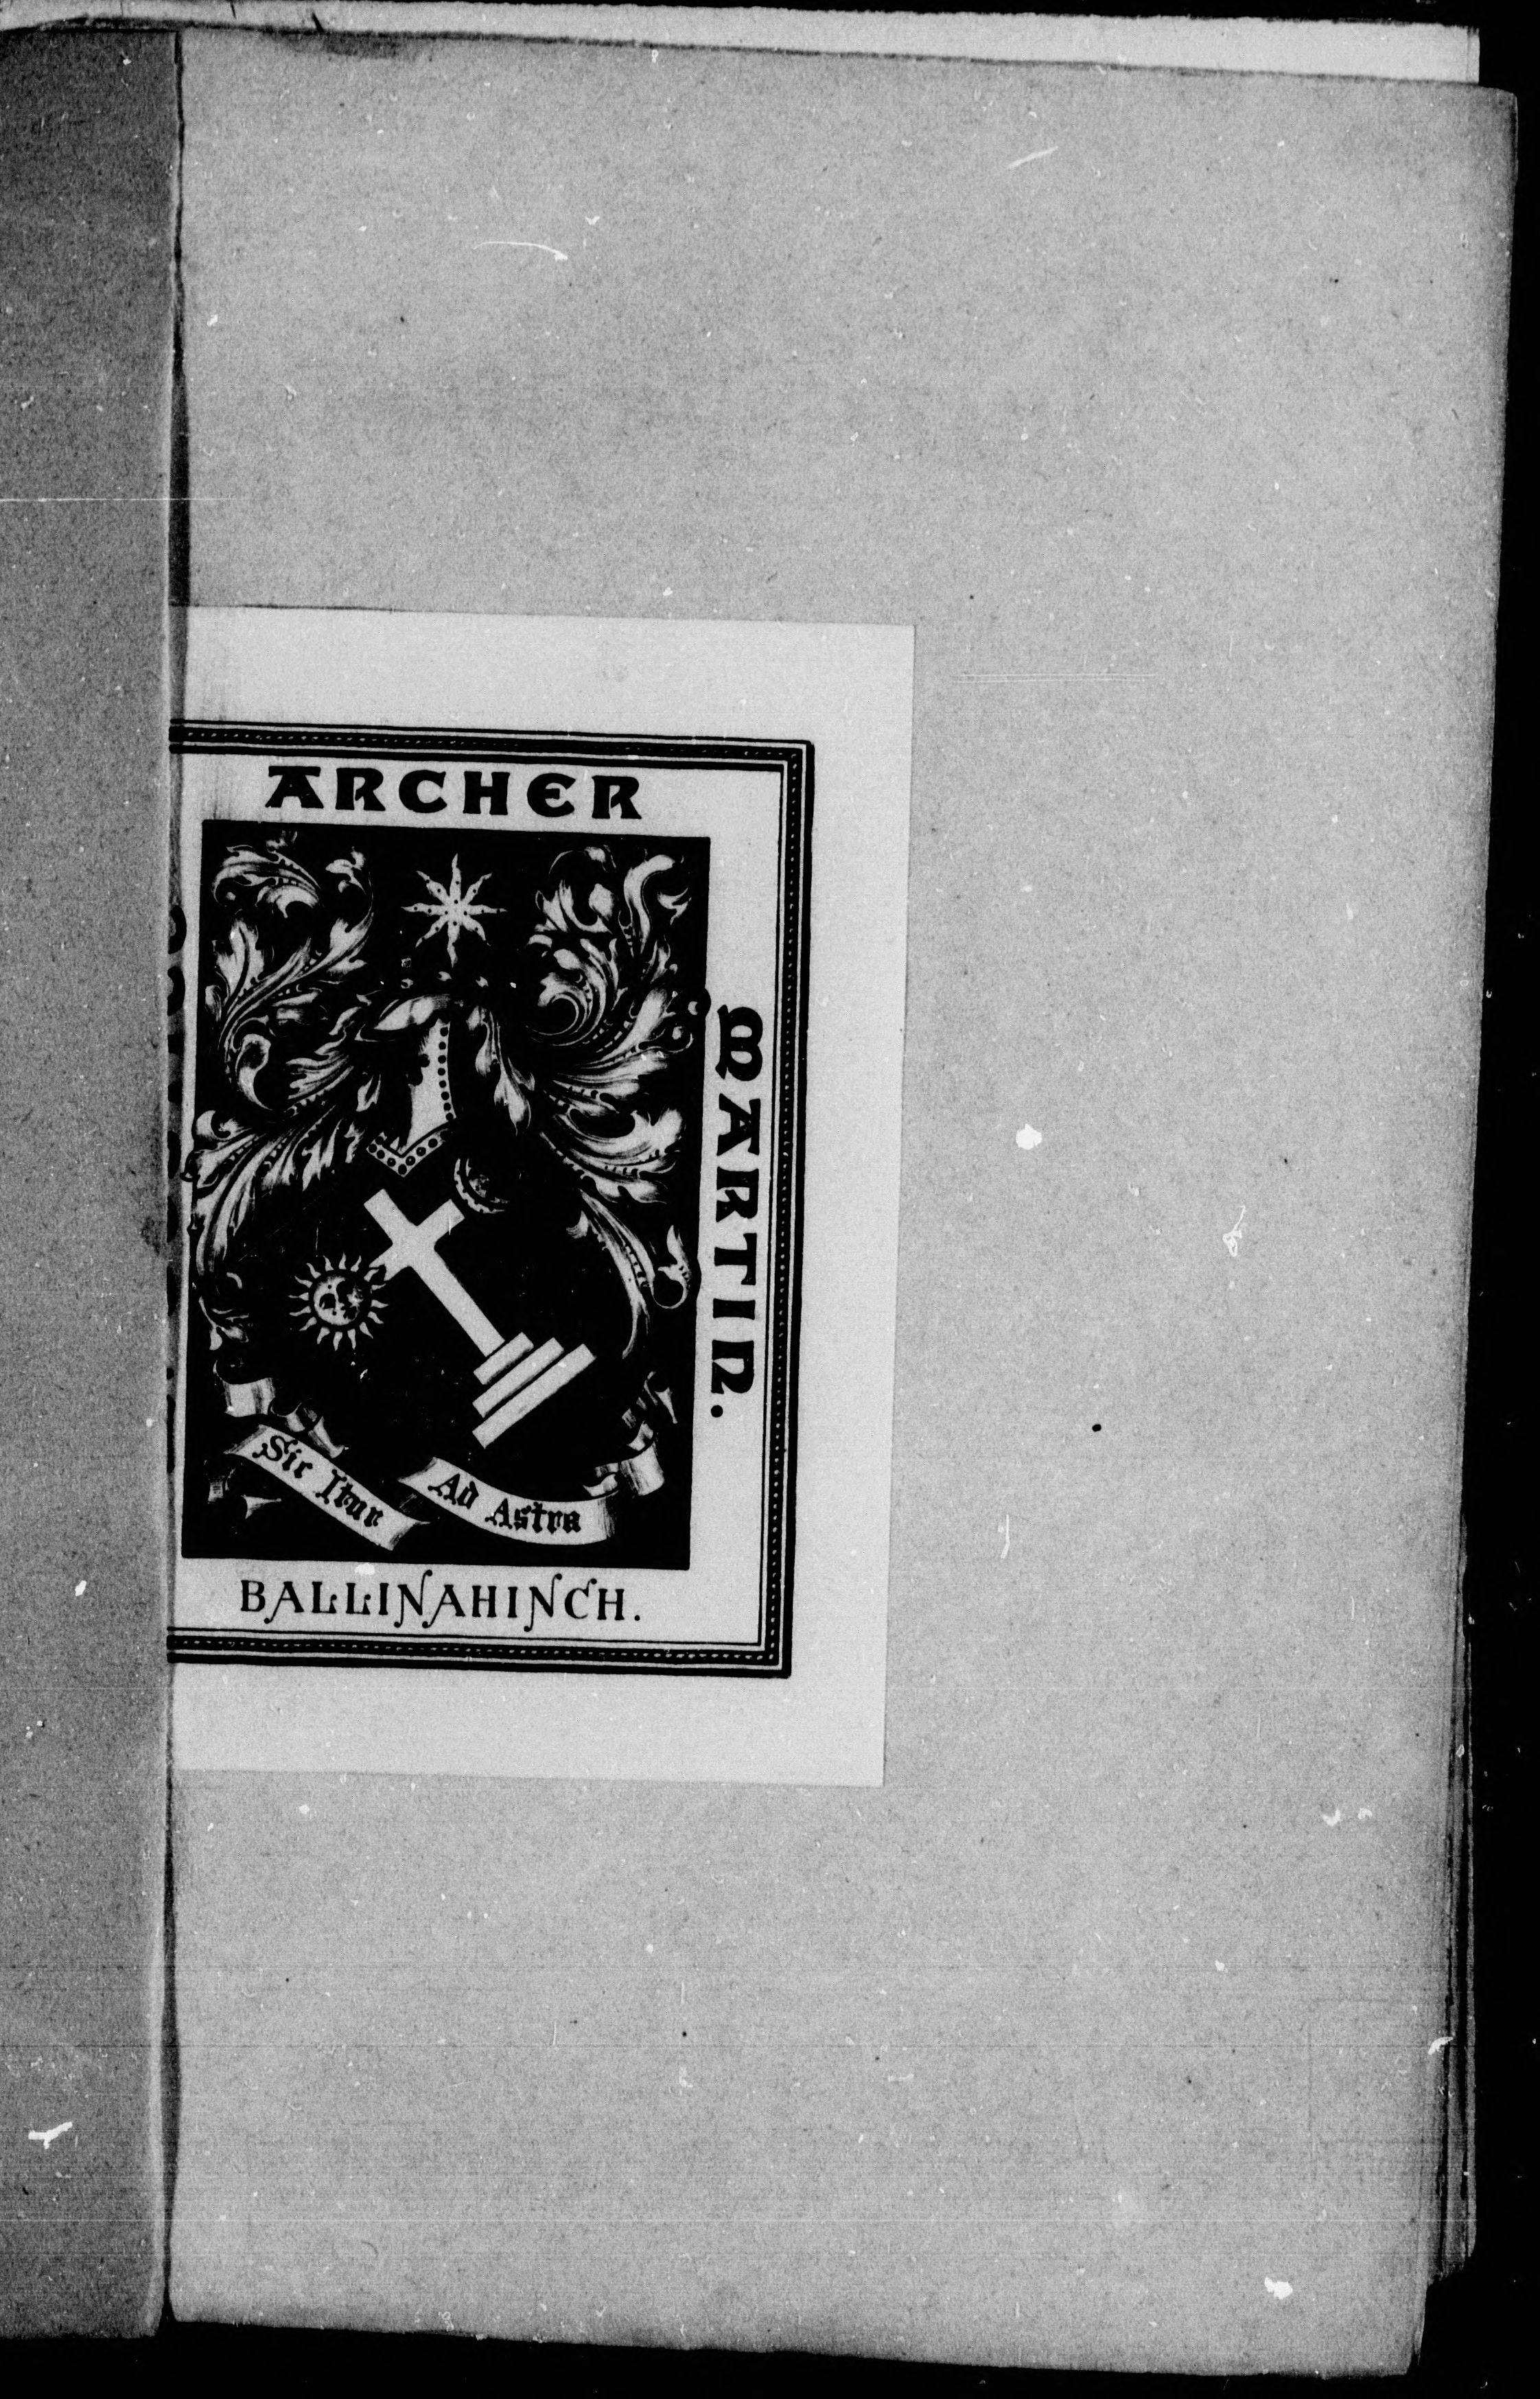 ARCHER
MARTIN.
Sic Itur
Ad Astra
BALLINAHINCH.